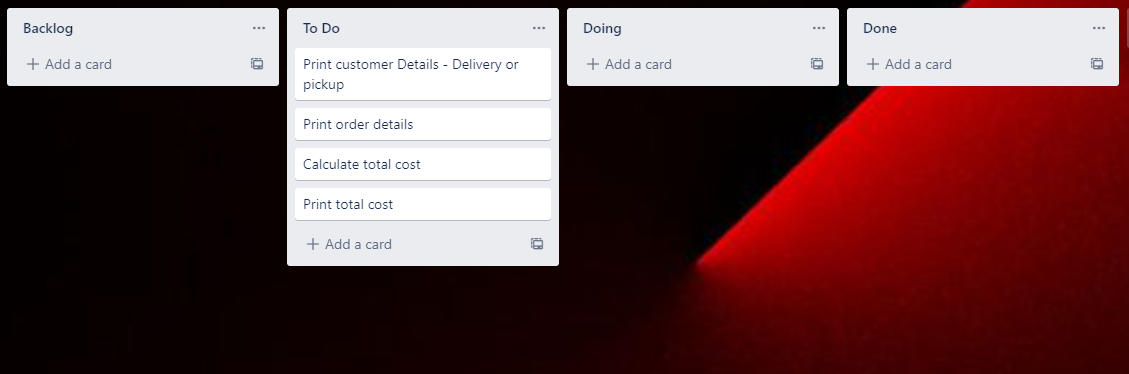 Backlog
Add a card
To Do
Print customer Details - Delivery or
pickup
Print order details
Calculate total cost
Print total cost
Add a card
Doing
Add a card
Done
Add a card